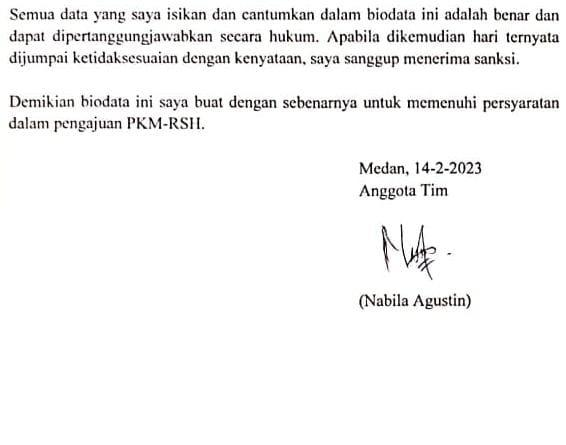 Semua data yang saya isikan dan cantumkan dalam biodata ini adalah benar dan
dapat dipertanggungjawabkan secara hukum. Apabila dikemudian hari ternyata
dijumpai ketidaksesuaian dengan kenyataan, saya sanggup menerima sanksi.
Demikian biodata ini saya buat dengan sebenarnya untuk memenuhi persyaratan
dalam pengajuan PKM-RSH.
Medan, 14-2-2023
Anggota Tim
(Nabila Agustin)